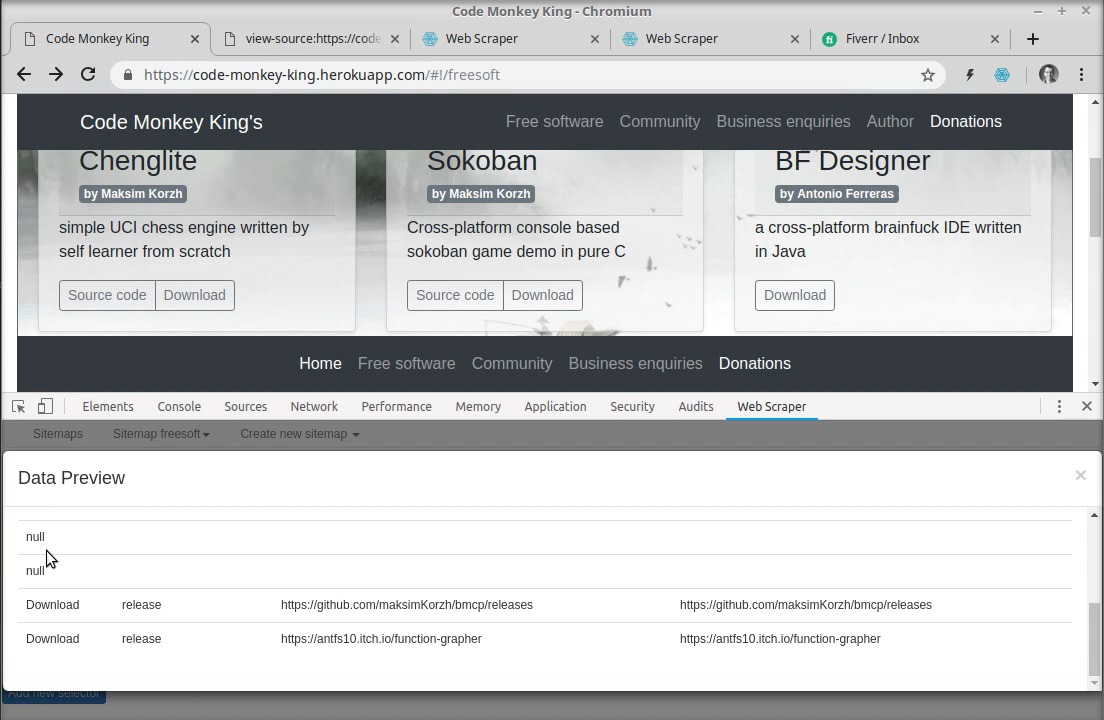 Code Monkey King - Chromium
Code Monkey King
view-source:https://code
Web Scraper
Web Scraper
Fiverr / Inbox
https://code-monkey-king.herokuapp.com/#!/freesoft
Code Monkey King's
Free software Community Business enquiries Author Donations
Chenglite
by Maksim Korzh
simple UCI chess engine written by
self learner from scratch
Source code Download
Sokoban
by Maksim Korzh
Cross-platform console based
sokoban game demo in pure C
Source code Download
BF Designer
by Antonio Ferreras
a cross-platform brainfuck IDE written
in Java
Download
Home Free software Community Business enquiries Donations
Elements Console Sources Network Performance Memory Application Security Audits Web Scraper
Sitemaps Sitemap freesoft Create new sitemap
Data Preview
null
null
Download release https://github.com/maksimKorzh/bmcp/releases https://github.com/maksimKorzh/bmcp/releases
Download release https://antfs10.itch.io/function-grapher https://antfs10.itch.io/function-grapher
Add new selector